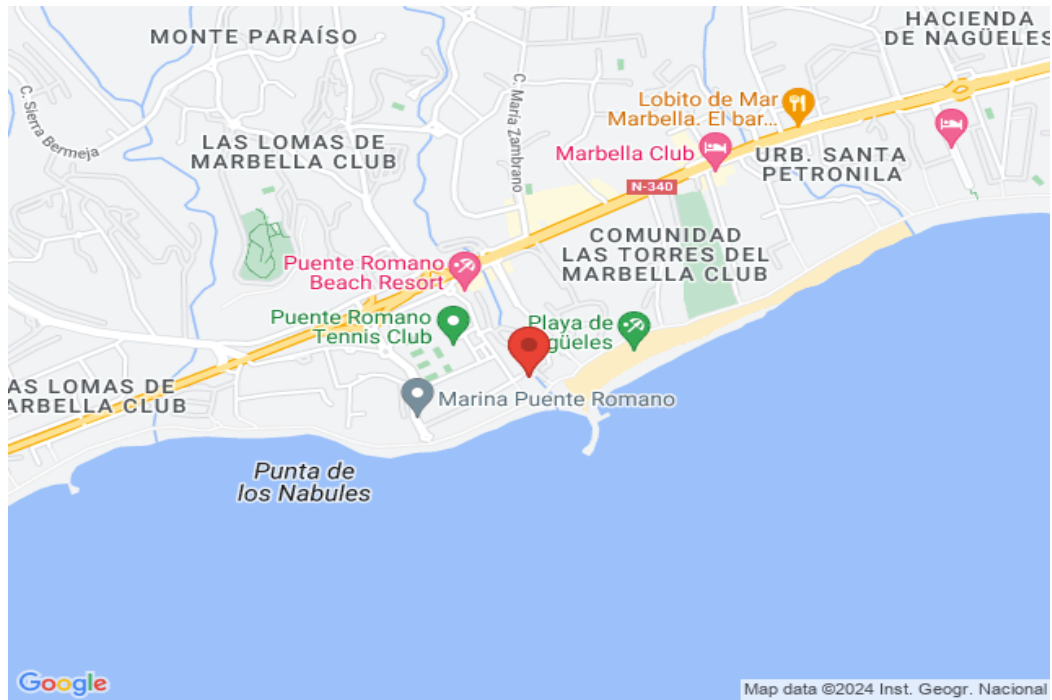 MONTE PARAÍSO
HACIENDA
DE NAGÜELES
C. Sierra Bermeja
C. María Zambrano
Lobito de Mar
Marbella. El bar...
LAS LOMAS DE
MARBELLA CLUB
Marbella Club
URB. SANTA
PETRONILA
N-340
COMUNIDAD
LAS TORRES DEL
MARBELLA CLUB
Puente Romano
Beach Resort
Puente Romano
Tennis Club
Playa de
güeles
AS LOMAS DE
ARBELLA CLUB
Marina Puente Romano
Punta de
los Nabules
Google
Map data ©2024 Inst. Geogr. Nacional